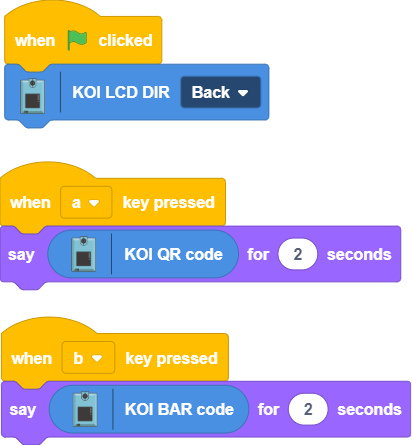 when clicked
KOI LCD DIR Back
when a key pressed
say KOI QR code for 2 seconds
when b key pressed
say KOI BAR code for 2 seconds